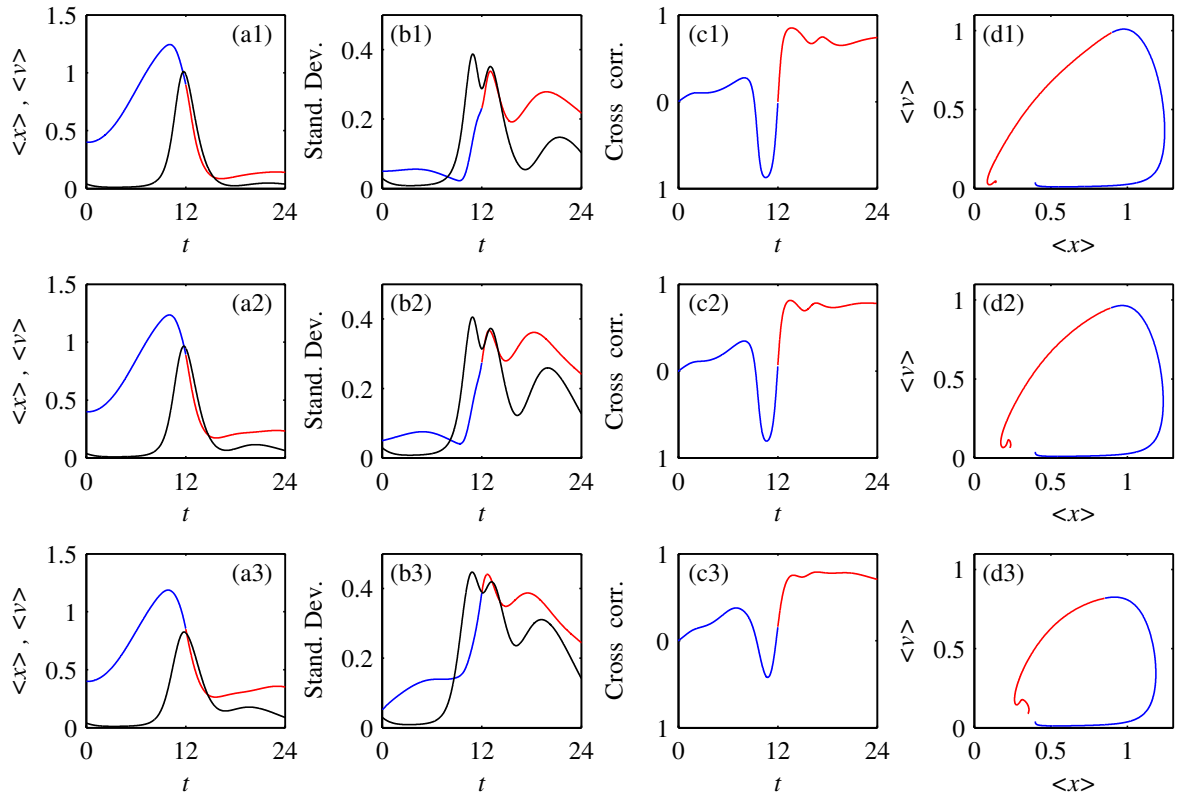 <x>, <v>
1.5
1
0.5
0
(a1)
0 12 24
t
Stand. Dev.
0.4
0.2
0
(b1)
0 12 24
t
Cross corr.
1
0
1
(c1)
0 12 24
t
<v>
1
0.5
0
(d1)
0 0.5 1
<x>
<x>, <v>
1.5
1
0.5
0
(a2)
0 12 24
t
Stand. Dev.
0.4
0.2
0
(b2)
0 12 24
t
Cross corr.
1
0
1
(c2)
0 12 24
t
<v>
1
0.5
0
(d2)
0 0.5 1
<x>
<x>, <v>
1.5
1
0.5
0
(a3)
0 12 24
t
Stand. Dev.
0.4
0.2
0
(b3)
0 12 24
t
Cross corr.
1
0
1
(c3)
0 12 24
t
<v>
1
0.5
0
(d3)
0 0.5 1
<x>